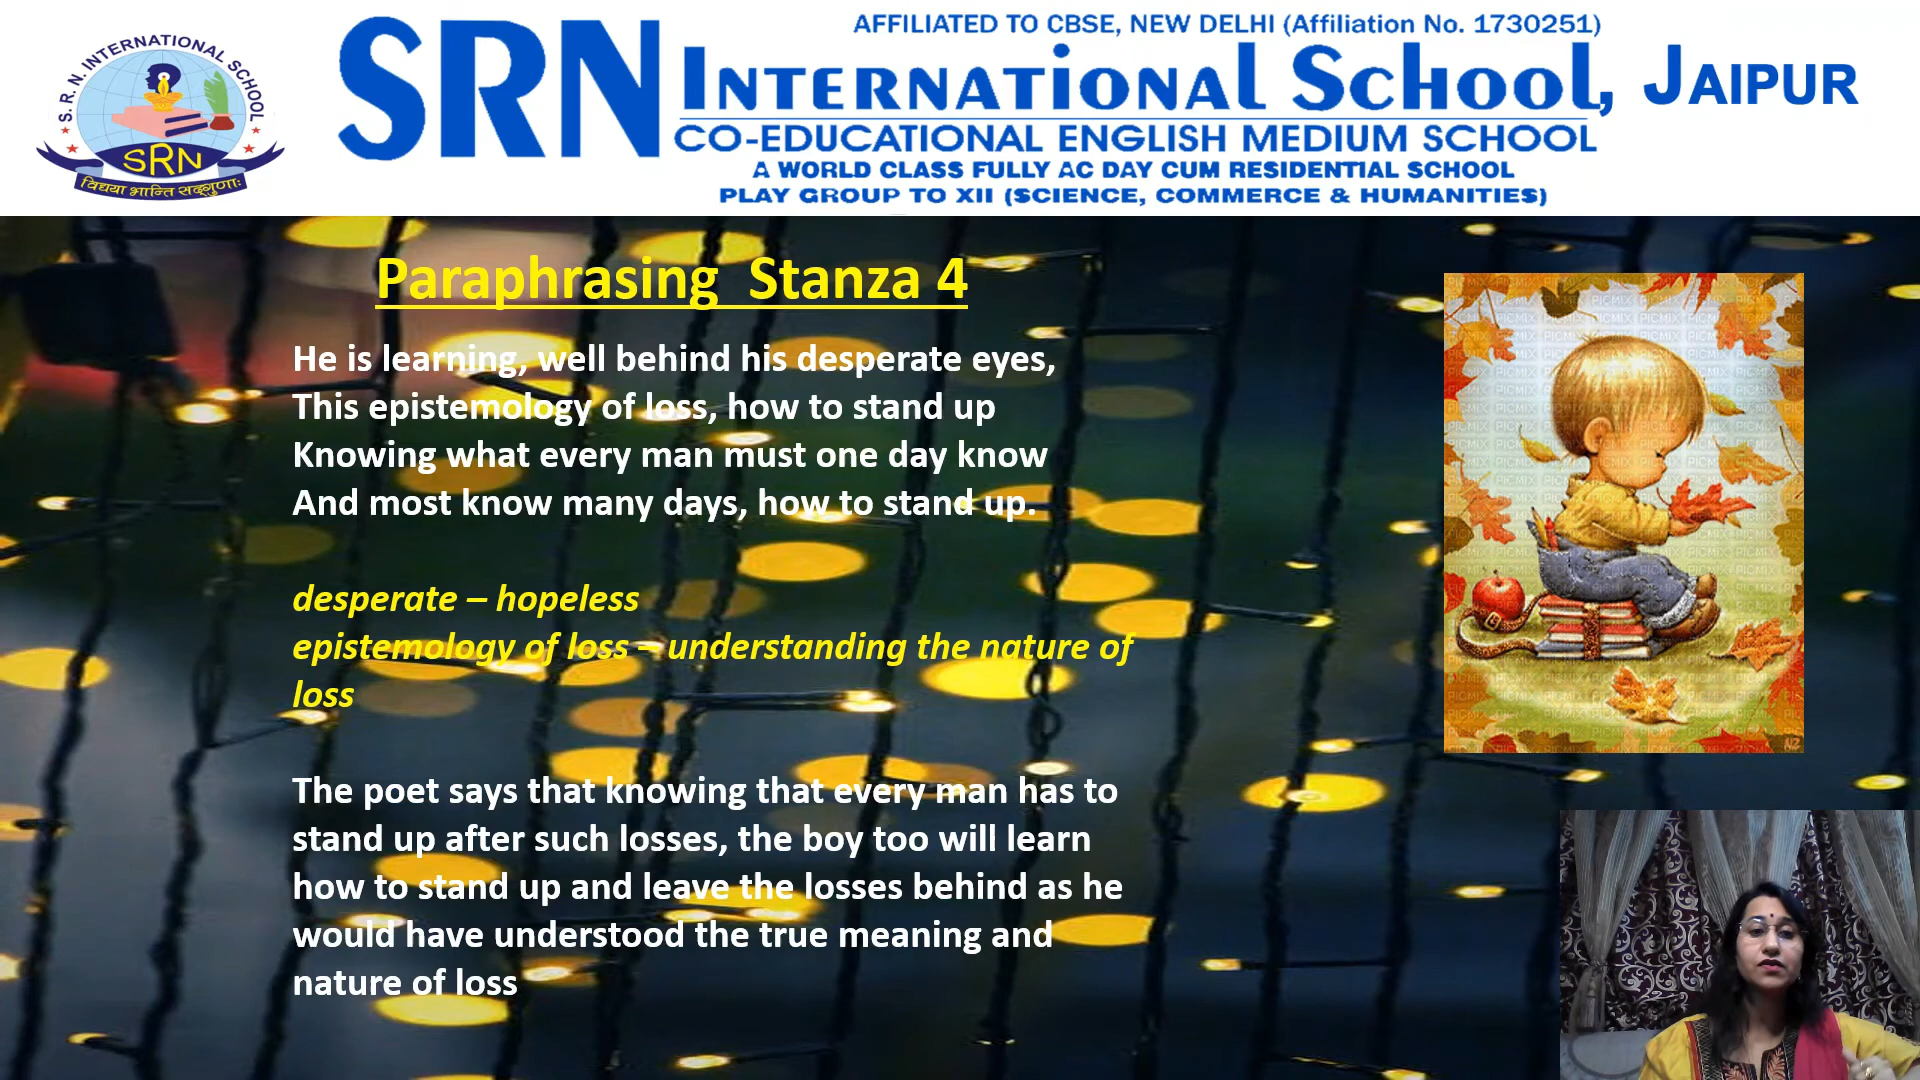 S. R. N. INTERNATIONAL SCHOOL
SRN
विद्यया भान्ति सद्गुणाः
AFFILIATED TO CBSE, NEW DELHI (Affiliation No. 1730251)
SRN INTERNATIONAL SCHOOL, JAIPUR
CO-EDUCATIONAL ENGLISH MEDIUM SCHOOL
A WORLD CLASS FULLY AC DAY CUM RESIDENTIAL SCHOOL
PLAY GROUP TO XII (SCIENCE, COMMERCE & HUMANITIES)
Paraphrasing Stanza 4
He is learning, well behind his desperate eyes,
This epistemology of loss, how to stand up
Knowing what every man must one day know
And most know many days, how to stand up.
desperate – hopeless
epistemology of loss – understanding the nature of
loss
The poet says that knowing that every man has to
stand up after such losses, the boy too will learn
how to stand up and leave the losses behind as he
would have understood the true meaning and
nature of loss